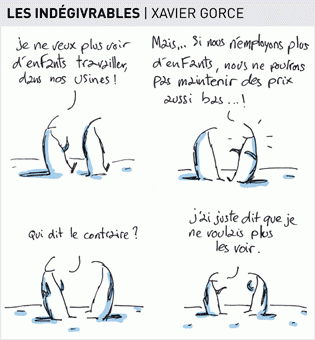 LES INDÉGIVRABLES | XAVIER GORCE
je ne veux plus voir
d'enfants travailler,
dans nos usines !
Mais... si nous n'employons plus
d'enfants, nous ne pourrons
pas maintenir des prix
aussi bas...!
qui dit le contraire ?
j'ai juste dit que je
ne voulais plus
les voir.